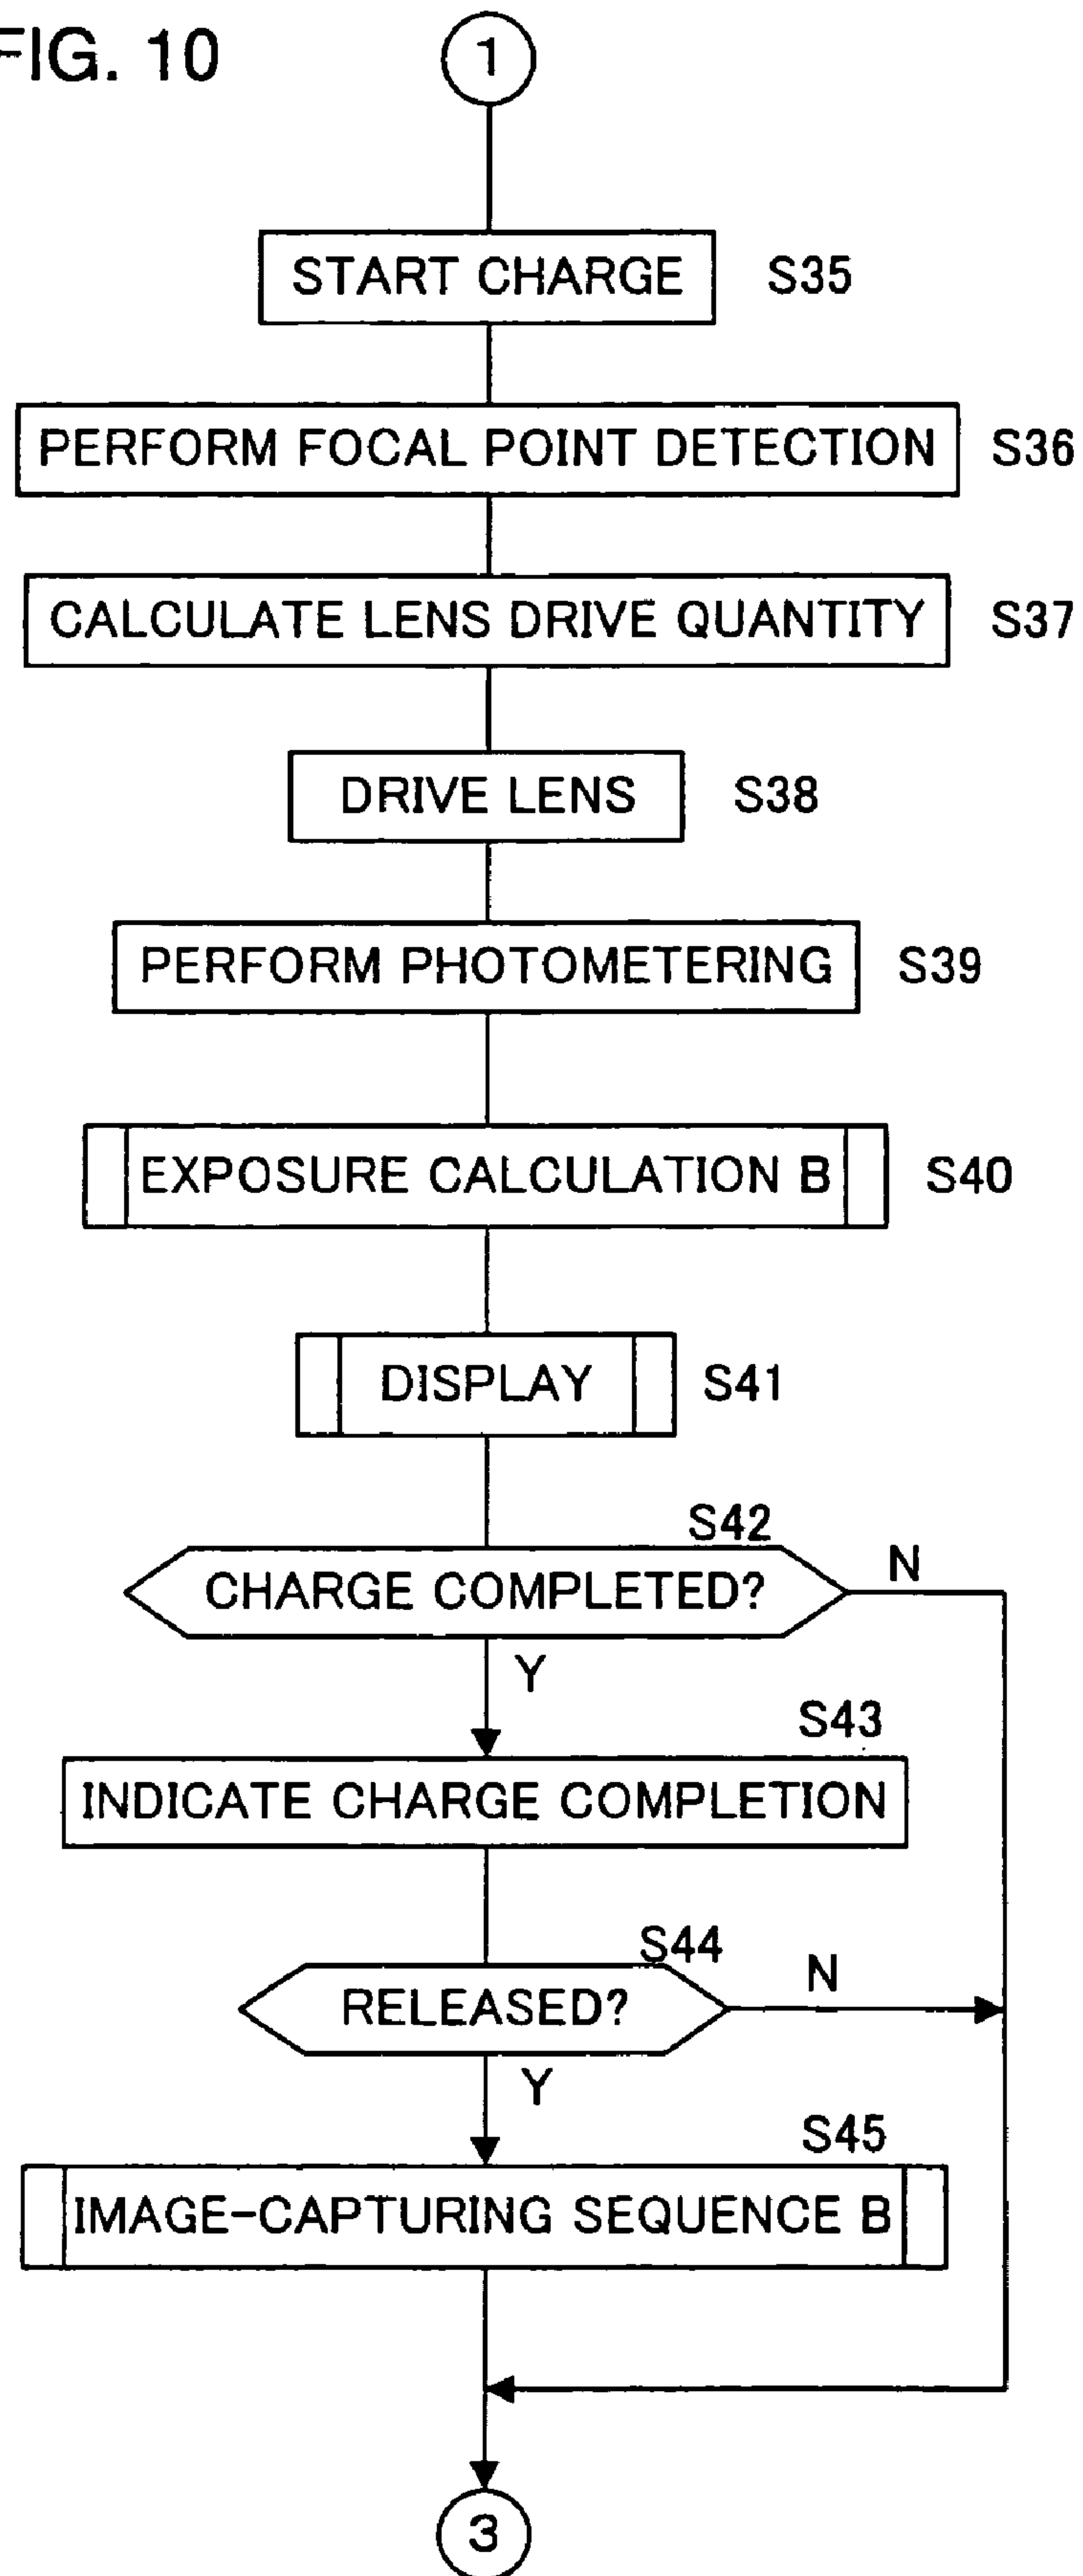 FIG. 10
1
START CHARGE S35
PERFORM FOCAL POINT DETECTION S36
CALCULATE LENS DRIVE QUANTITY S37
DRIVE LENS S38
PERFORM PHOTOMETERING S39
EXPOSURE CALCULATION B S40
DISPLAY S41
S42
CHARGE COMPLETED? N
Y
S43
INDICATE CHARGE COMPLETION
S44
RELEASED? N
Y
S45
IMAGE-CAPTURING SEQUENCE B
3